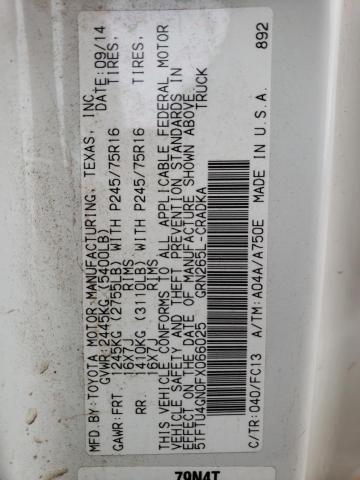 MFD.BY:TOYOTA MOTOR MANUFACTURING, TEXAS, INC.
GVWR:2445KG (5400LB) DATE:09/14
GAWR:FRT 1245KG (2755LB) WITH P245/75R16 TIRES,
16X7J RIMS
RR. 1410KG (3110LB) WITH P245/75R16 TIRES,
16X7J RIMS
THIS VEHICLE CONFORMS TO ALL APPLICABLE FEDERAL MOTOR
VEHICLE SAFETY AND THEFT PREVENTION STANDARDS IN
EFFECT ON THE DATE OF MANUFACTURE SHOWN ABOVE.
5TFTU4GN0FX066025 TRUCK
GRN265L-CRADKA 892
C/TR:040/FC13 A/TM:A04A/A750E MADE IN U.S.A.
79N4T